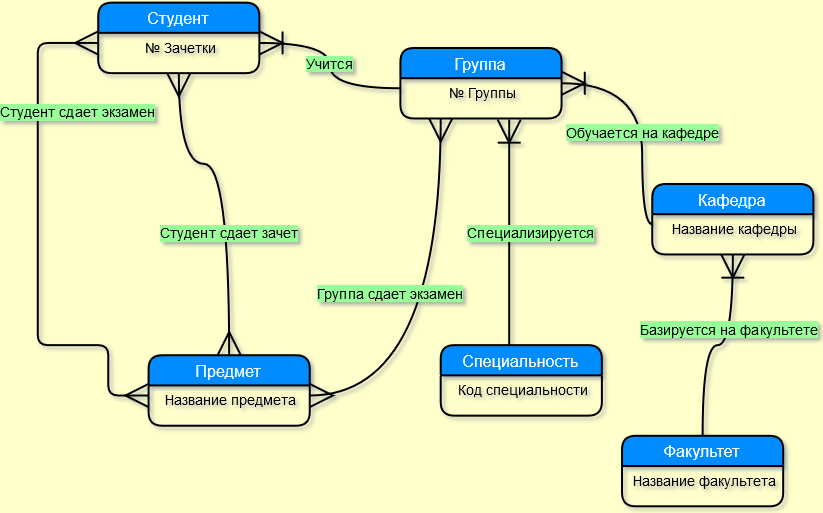 Студент
№ Зачетки
Учится
Группа
№ Группы
Студент сдает экзамен
Обучается на кафедре
Кафедра
Название кафедры
Студент сдает зачет
Специализируется
Группа сдает экзамен
Базируется на факультете
Предмет
Название предмета
Специальность
Код специальности
Факультет
Название факультета